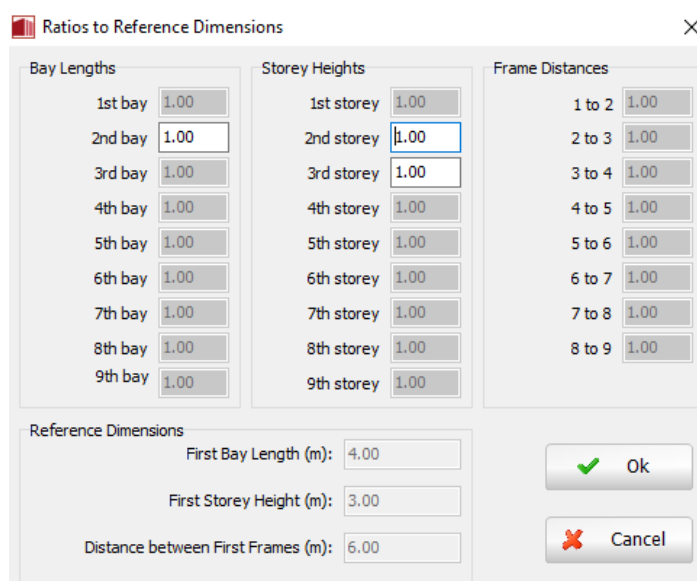 Ratios to Reference Dimensions
Bay Lengths
1st bay 1.00
2nd bay 1.00
3rd bay 1.00
4th bay 1.00
5th bay 1.00
6th bay 1.00
7th bay 1.00
8th bay 1.00
9th bay 1.00
Storey Heights
1st storey 1.00
2nd storey 1.00
3rd storey 1.00
4th storey 1.00
5th storey 1.00
6th storey 1.00
7th storey 1.00
8th storey 1.00
9th storey 1.00
Frame Distances
1 to 2 1.00
2 to 3 1.00
3 to 4 1.00
4 to 5 1.00
5 to 6 1.00
6 to 7 1.00
7 to 8 1.00
8 to 9 1.00
Reference Dimensions
First Bay Length (m): 4.00
First Storey Height (m): 3.00
Distance between First Frames (m): 6.00
Ok
Cancel